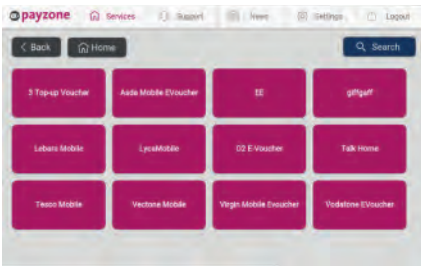 payzone Services Support News Settings Logout
< Back Home Search
3 Top-up Voucher Asda Mobile EVoucher EE giffgaff
Lebara Mobile LycaMobile O2 E-Voucher Talk Home
Tesco Mobile Vectone Mobile Virgin Mobile Evoucher Vodafone EVoucher